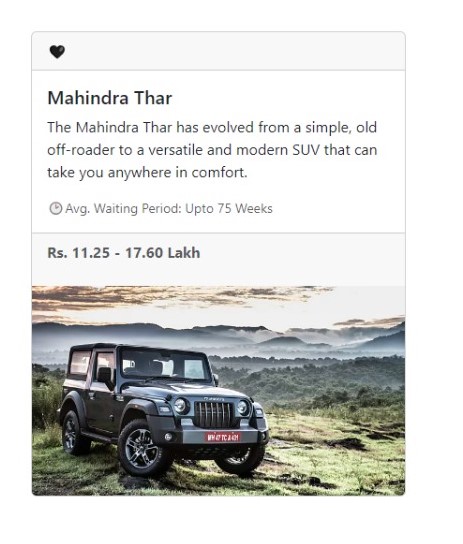 Mahindra Thar
The Mahindra Thar has evolved from a simple, old
off-roader to a versatile and modern SUV that can
take you anywhere in comfort.
Avg. Waiting Period: Upto 75 Weeks
Rs. 11.25 - 17.60 Lakh